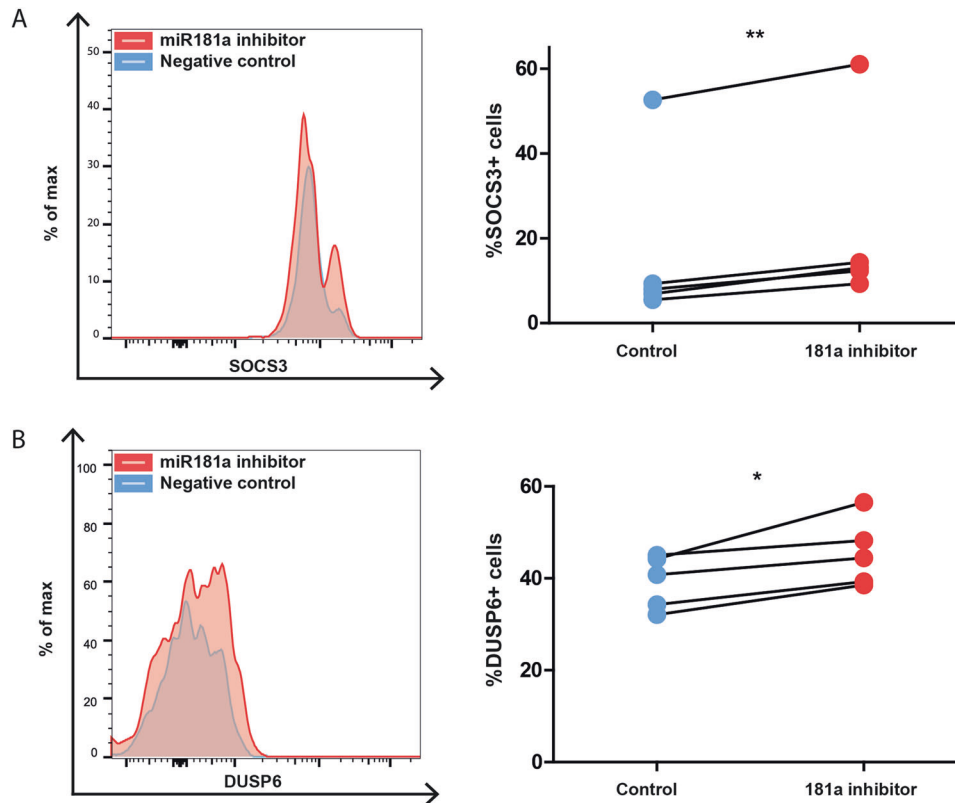 A
miR181a inhibitor
Negative control
50
40
30
20
10
0
% of max
SOCS3
**
60
40
20
0
%SOCS3+ cells
Control
181a inhibitor
B
miR181a inhibitor
Negative control
100
80
60
40
20
0
% of max
DUSP6
*
60
40
20
0
%DUSP6+ cells
Control
181a inhibitor